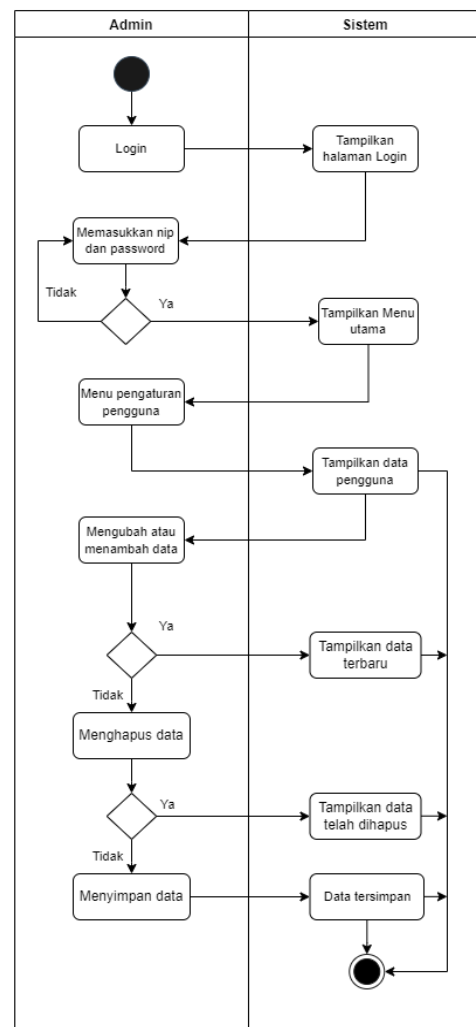 Admin
Sistem
Login
Tampilkan
halaman Login
Memasukkan nip
dan password
Tidak
Ya
Tampilkan Menu
utama
Menu pengaturan
pengguna
Tampilkan data
pengguna
Mengubah atau
menambah data
Ya
Tampilkan data
terbaru
Tidak
Menghapus data
Ya
Tampilkan data
telah dihapus
Tidak
Menyimpan data
Data tersimpan